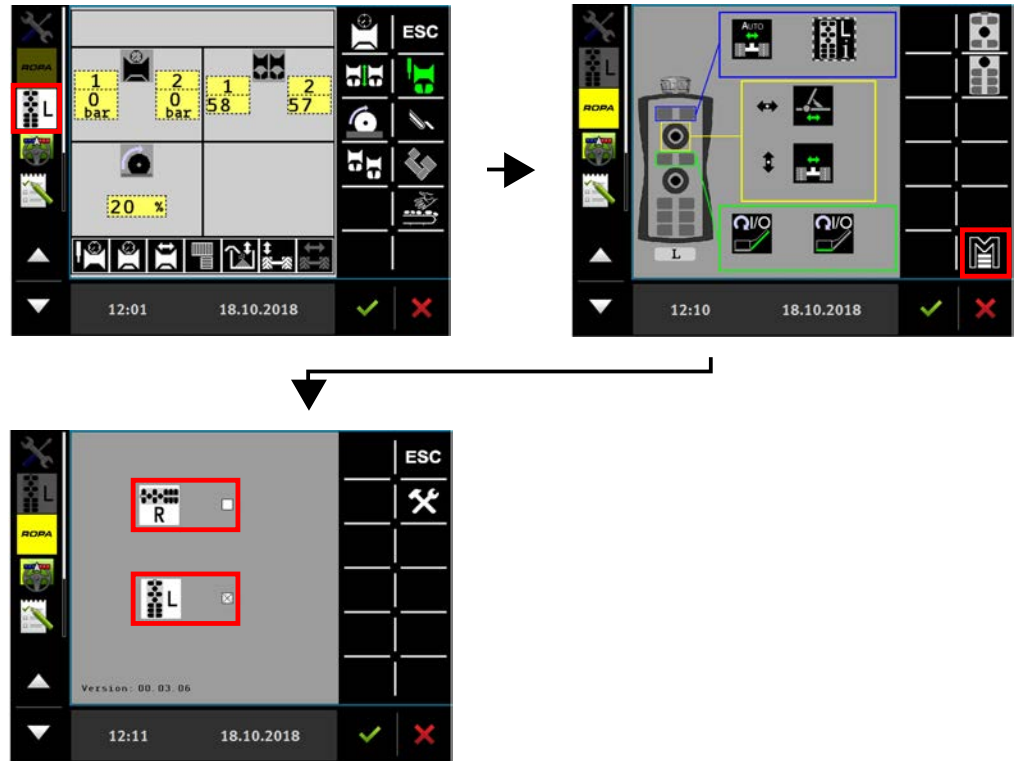 ESC
ROPA
1
2
1
2
0
0
58
57
bar
bar
L
20 %
12:01
18.10.2018
AUTO
L
i
L
ROPA
I/O
I/O
L
M
12:10
18.10.2018
ESC
L
R
ROPA
L
Version: 00.03.06
12:11
18.10.2018